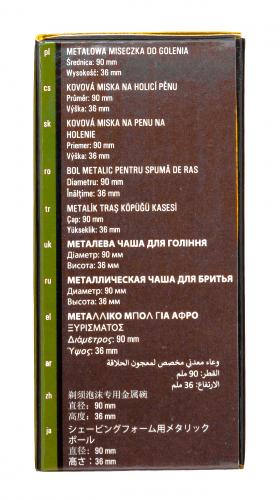 pl
METALOWA MISECZKA DO GOLENIA
Średnica: 90 mm
Wysokość: 36 mm
cs
KOVOVÁ MISKA NA HOLICÍ PĚNU
Průměr: 90 mm
Výška: 36 mm
sk
KOVOVÁ MISKA NA PENU NA
HOLENIE
Priemer: 90 mm
Výška: 36 mm
ro
BOL METALIC PENTRU SPUMĂ DE RAS
Diametru: 90 mm
Înălțime: 36 mm
tr
METALİK TRAŞ KÖPÜĞÜ KASESİ
Çap: 90 mm
Yükseklik: 36 mm
uk
МЕТАЛЕВА ЧАША ДЛЯ ГОЛІННЯ
Діаметр: 90 мм
Висота: 36 мм
ru
МЕТАЛЛИЧЕСКАЯ ЧАША ДЛЯ БРИТЬЯ
Диаметр: 90 мм
Высота: 36 мм
el
ΜΕΤΑΛΛΙΚΟ ΜΠΟΛ ΓΙΑ ΑΦΡΟ
ΞΥΡΙΣΜΑΤΟΣ
Διάμετρος: 90 mm
Ύψος: 36 mm
ar
وعاء معدني مخصص لمعجون الحلاقة
القطر: 90 ملم
الارتفاع: 36 ملم
zh
剃须泡沫专用金属碗
直径: 90 mm
高度: 36 mm
ja
シェービングフォーム用メタリック
ボール
直径: 90 mm
高さ: 36 mm